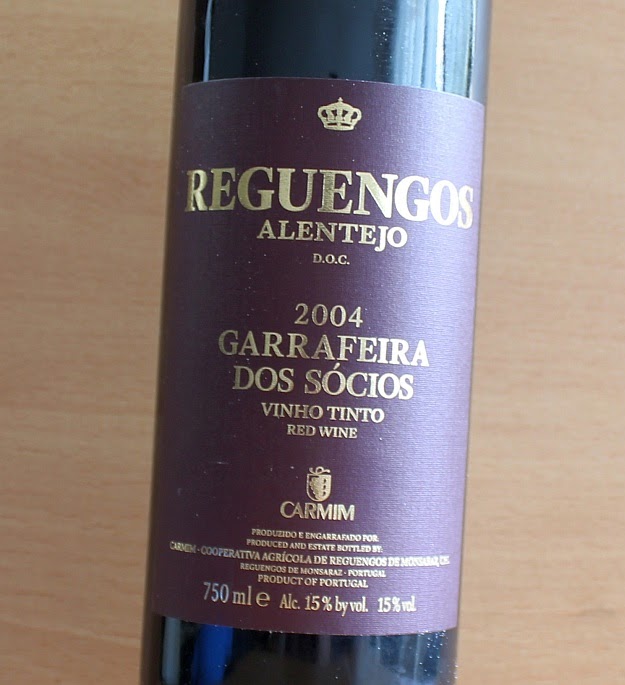 REGUENGOS
ALENTEJO
D.O.C.
2004
GARRAFEIRA
DOS SÓCIOS
VINHO TINTO
RED WINE
CARMIM
PRODUZIDO E ENGARRAFADO POR:
PRODUCED AND ESTATE BOTTLED BY:
CARMIM - COOPERATIVA AGRÍCOLA DE REGUENGOS DE MONSARAZ,
REGUENGOS DE MONSARAZ - PORTUGAL
PRODUCT OF PORTUGAL
750 ml e Alc. 15% by vol. 15% vol.